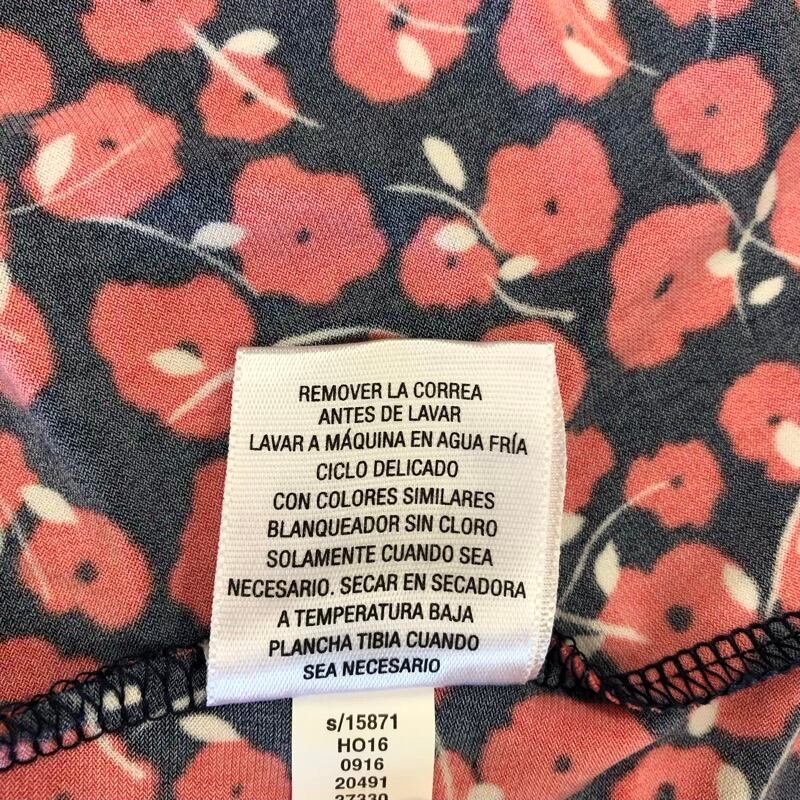 REMOVER LA CORREA
ANTES DE LAVAR
LAVAR A MÁQUINA EN AGUA FRÍA
CICLO DELICADO
CON COLORES SIMILARES
BLANQUEADOR SIN CLORO
SOLAMENTE CUANDO SEA
NECESARIO. SECAR EN SECADORA
A TEMPERATURA BAJA
PLANCHA TIBIA CUANDO
SEA NECESARIO
s/15871
HO16
0916
20491
27330